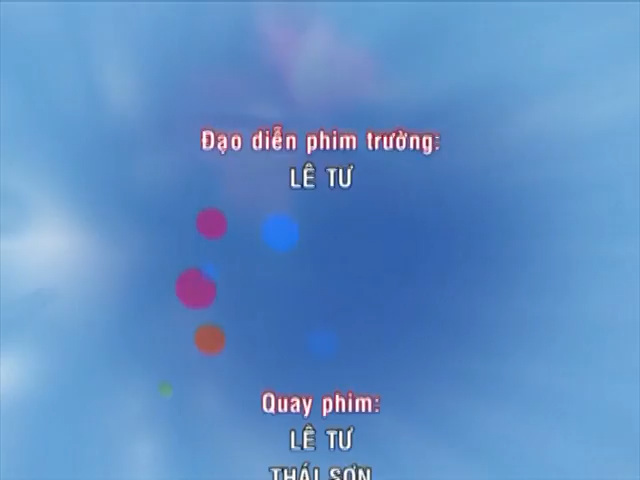 Đạo diễn phim trường:
LÊ TƯ
Quay phim:
LÊ TƯ
THÁI SƠN